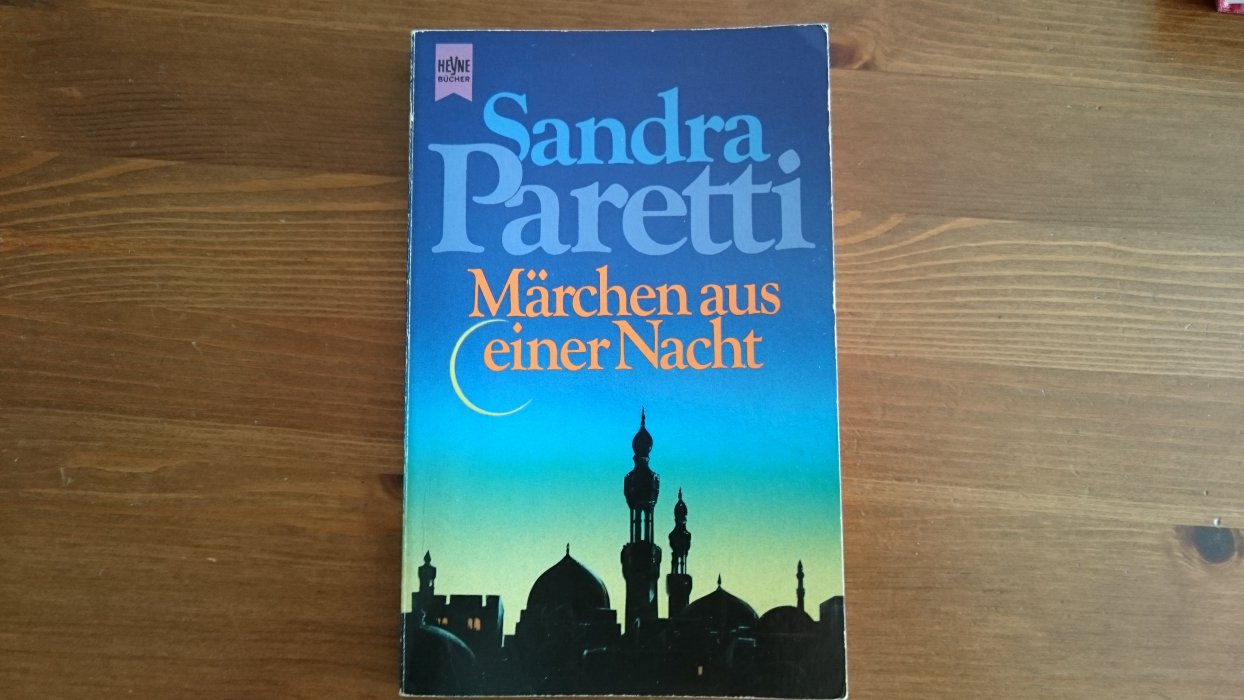 HEYNE
BÜCHER
Sandra
Paretti
Märchen aus
einer Nacht